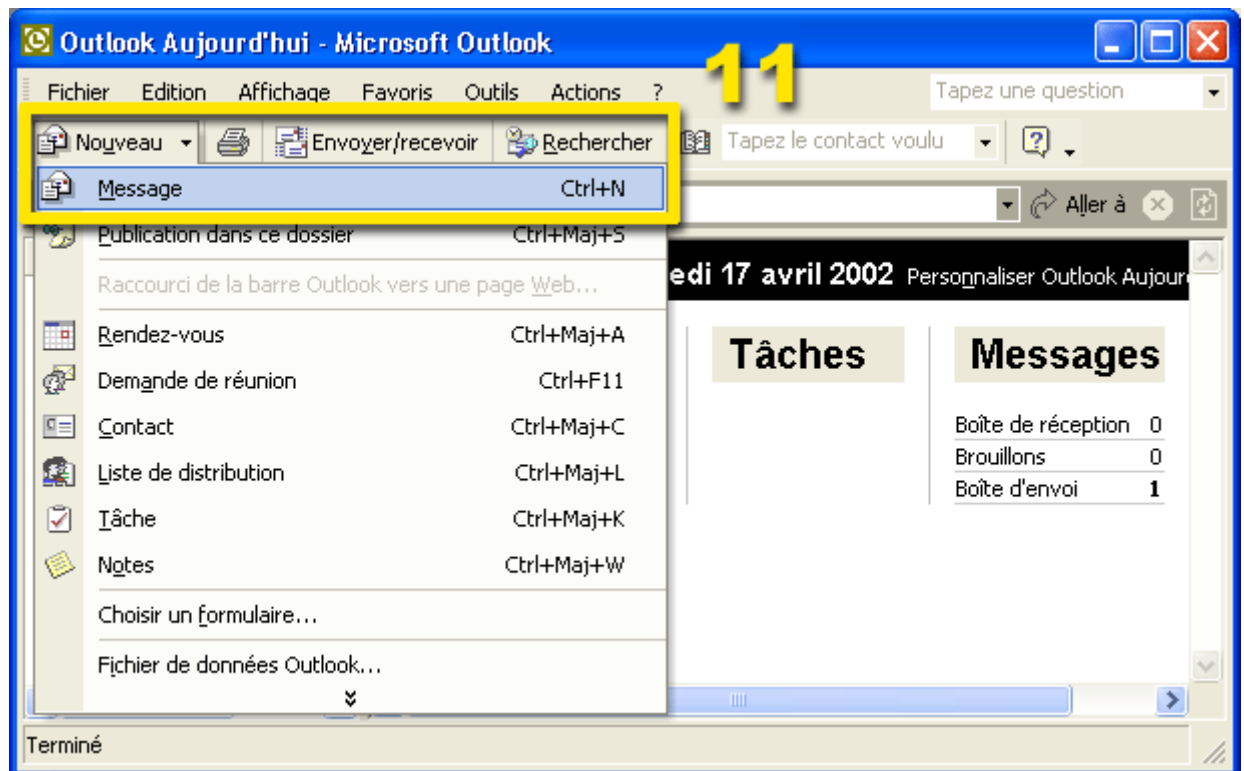 Outlook Aujourd'hui - Microsoft Outlook
11
Fichier Edition Affichage Favoris Outils Actions ? Tapez une question
Nouveau Envoyer/recevoir Rechercher Tapez le contact voulu
Message Ctrl+N
Aller à
Publication dans ce dossier Ctrl+Maj+S
Raccourci de la barre Outlook vers une page Web...
edi 17 avril 2002 Personnaliser Outlook Aujour
Rendez-vous Ctrl+Maj+A
Tâches Messages
Demande de réunion Ctrl+F11
Contact Ctrl+Maj+C
Boîte de réception 0
Brouillons 0
Liste de distribution Ctrl+Maj+L
Boîte d'envoi 1
Tâche Ctrl+Maj+K
Notes Ctrl+Maj+W
Choisir un formulaire...
Fichier de données Outlook...
Terminé